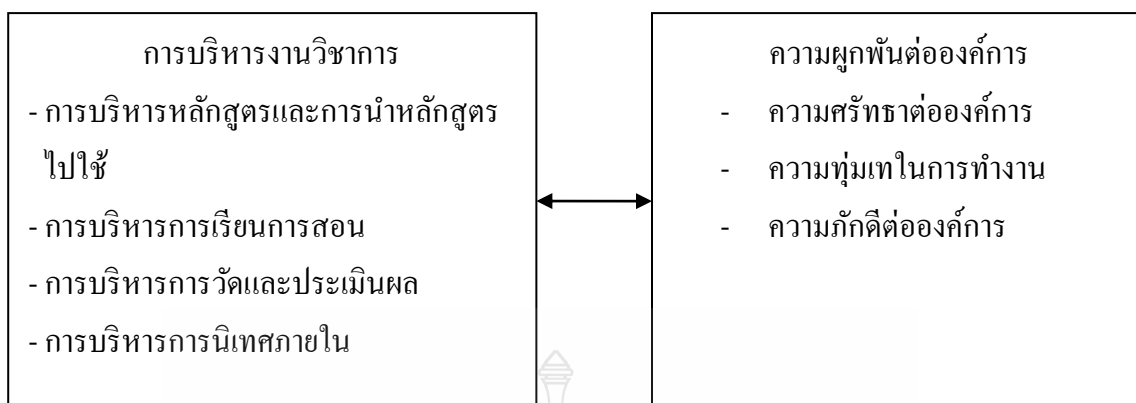 การบริหารงานวิชาการ
- การบริหารหลักสูตรและการนำหลักสูตร
ไปใช้
- การบริหารการเรียนการสอน
- การบริหารการวัดและประเมินผล
- การบริหารการนิเทศภายใน
ความผูกพันต่อองค์การ
- ความศรัทธาต่อองค์การ
- ความทุ่มเทในการทำงาน
- ความภักดีต่อองค์การ